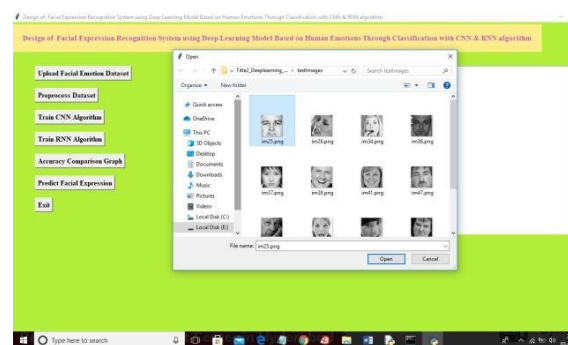 Design of Facial Expression Recognition System using Deep Learning Model Based on Human Emotions Through Classification with CNN & RNN algorithm
Design of Facial Expression Recognition System using Deep Learning Model Based on Human Emotions Through Classification with CNN & RNN algorithm
Upload Facial Emotion Dataset
Preprocess Dataset
Train CNN Algorithm
Train RNN Algorithm
Accuracy Comparison Graph
Predict Facial Expression
Exit
Open
« Title2_Deeplearning_... › testImages
Search testImages
Organize
New folder
Quick access
OneDrive
This PC
3D Objects
Desktop
Documents
Downloads
Music
Pictures
Videos
Local Disk (C:)
Local Disk (E:)
im25.png
im28.png
im34.png
im36.png
im37.png
im38.png
im41.png
im47.png
File name: im25.png
Open
Cancel
Type here to search